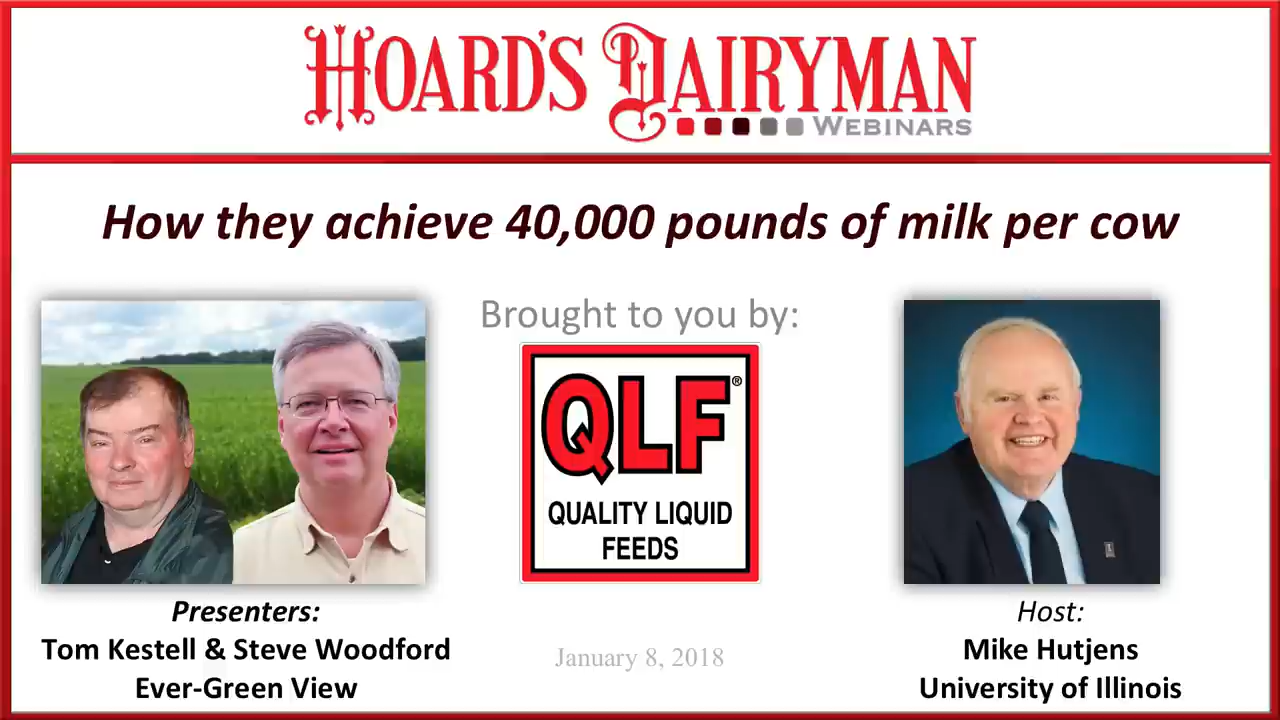 HOARD'S DAIRYMAN
WEBINARS
How they achieve 40,000 pounds of milk per cow
Brought to you by:
QLF®
QUALITY LIQUID
FEEDS
Presenters:
Tom Kestell & Steve Woodford
Ever-Green View
January 8, 2018
Host:
Mike Hutjens
University of Illinois